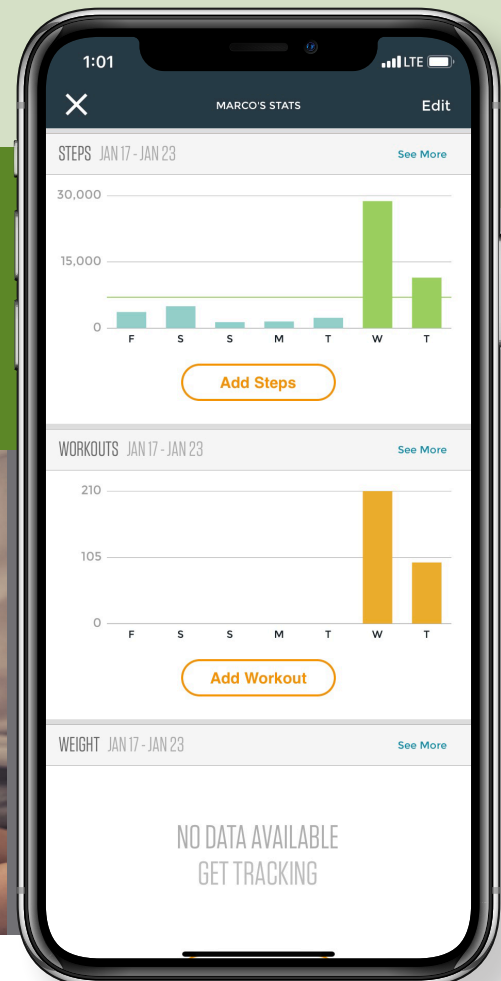 1:01 LTE
MARCO'S STATS Edit
STEPS JAN 17 - JAN 23 See More
30,000
15,000
0
F S S M T W T
Add Steps
WORKOUTS JAN 17 - JAN 23 See More
210
105
0
F S S M T W T
Add Workout
WEIGHT JAN 17 - JAN 23 See More
NO DATA AVAILABLE
GET TRACKING